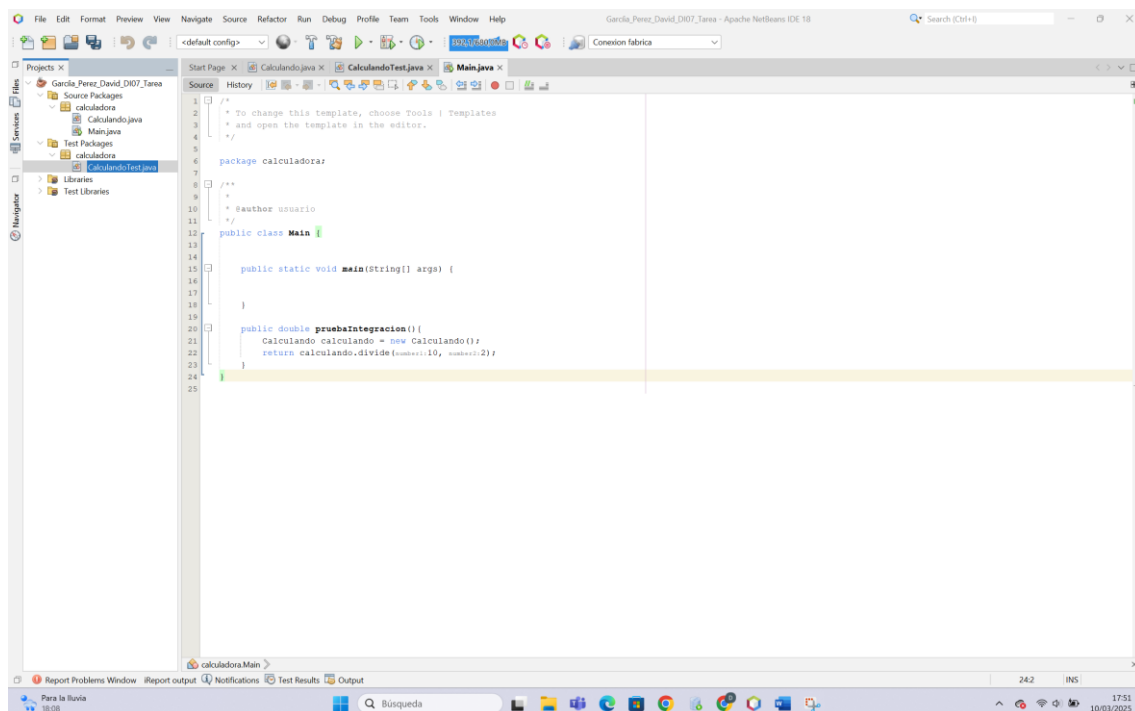 File Edit Format Preview View Navigate Source Refactor Run Debug Profile Team Tools Window Help
García_Perez_David_DI07_Tarea - Apache NetBeans IDE 18
Search (Ctrl+I)
<default config>
Conexion fabrica
Projects
Start Page
Calculando.java
CalculandoTest.java
Main.java
Files
Services
Navigator
García_Perez_David_DI07_Tarea
Source Packages
calculadora
Calculando.java
Main.java
Test Packages
calculadora
CalculandoTest.java
Libraries
Test Libraries
Source History
1 /*
2 * To change this template, choose Tools | Templates
3 * and open the template in the editor.
4 */
5
6 package calculadora;
7
8 /**
9 *
10 * @author usuario
11 */
12 public class Main {
13
14
15 public static void main(String[] args) {
16
17
18 }
19
20 public double pruebaIntegracion(){
21 Calculando calculando = new Calculando();
22 return calculando.divide(number1:10, number2:2);
23 }
24 }
25
calculadora.Main
Report Problems Window iReport output Notifications Test Results Output
24:2 INS
Para la lluvia
18:08
Búsqueda
17:51
10/03/2025